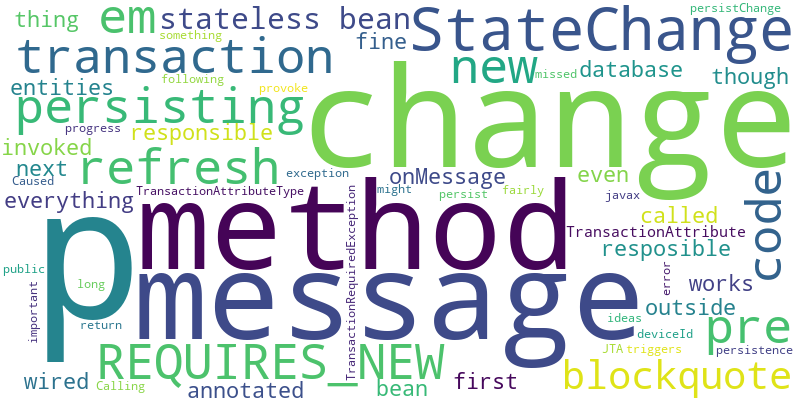 thing
em
stateless bean
StateChange
persistChange
something
fine
transaction
new
missed
database
though
entities
following
provoke
persisting
change
progress
responsible
invoked
refresh
next
Caused
exception
onMessage
even
code
everything
TransactionAttributeType
might
persist
fairly
javax
p
method
TransactionRequiredException
called
TransactionAttribute
resposible
public
message
long
error
works
important
return
outside
ideas
deviceId
pre
REQUIRES_NEW
JTA
triggers
persistence
wired
Calling
annotated
bean
first
blockquote